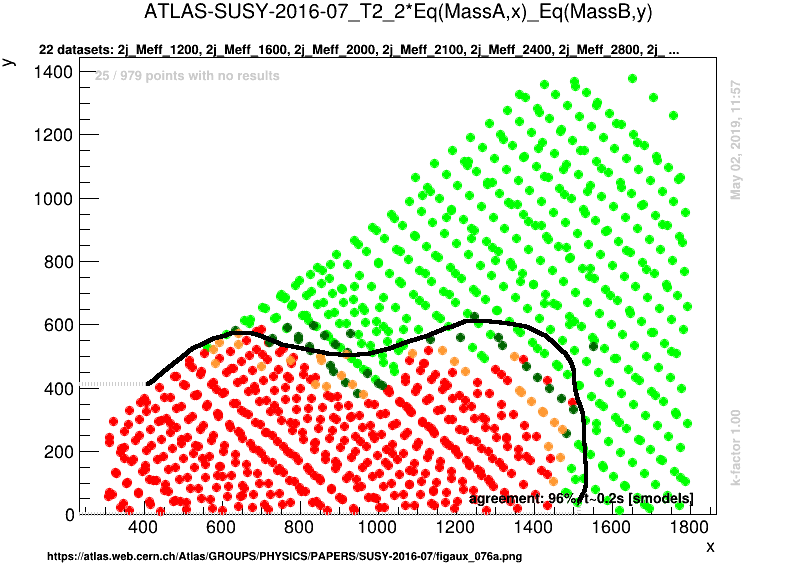 ATLAS-SUSY-2016-07_T2_2*Eq(MassA,x)_Eq(MassB,y)
22 datasets: 2j_Meff_1200, 2j_Meff_1600, 2j_Meff_2000, 2j_Meff_2100, 2j_Meff_2400, 2j_Meff_2800, 2j_ ...
y
25 / 979 points with no results
1400
1200
1000
800
600
400
200
0
May 02, 2019, 11:57
k-factor 1.00
agreement: 96%, t~0.2s [smodels]
400 600 800 1000 1200 1400 1600 1800
x
https://atlas.web.cern.ch/Atlas/GROUPS/PHYSICS/PAPERS/SUSY-2016-07/figaux_076a.png